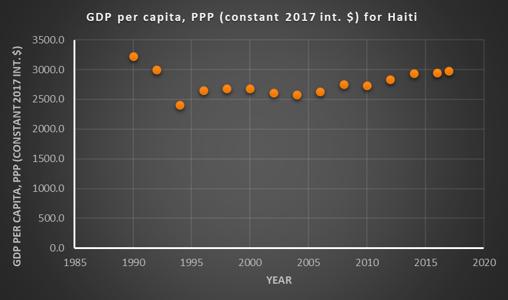 GDP per capita, PPP (constant 2017 int. $) for Haiti
GDP PER CAPITA, PPP (CONSTANT 2017 INT. $)
3500.0
3000.0
2500.0
2000.0
1500.0
1000.0
500.0
0.0
1985 1990 1995 2000 2005 2010 2015 2020
YEAR